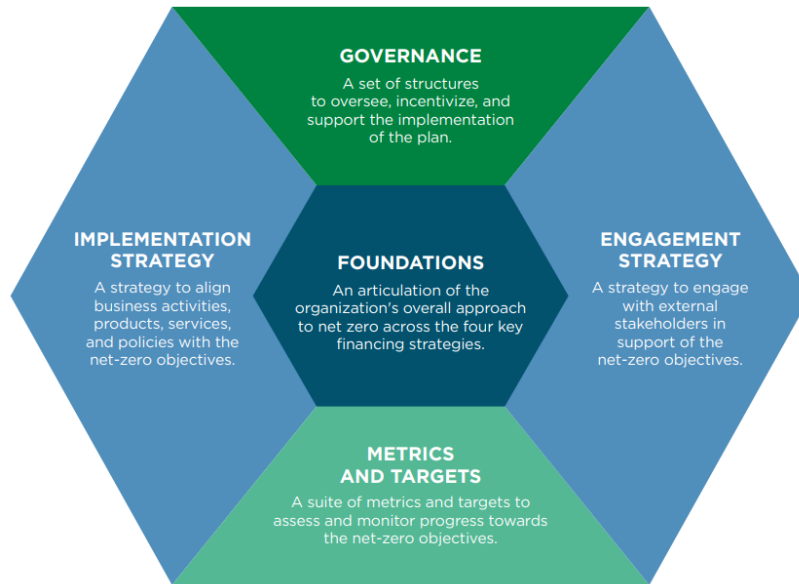 GOVERNANCE
A set of structures
to oversee, incentivize, and
support the implementation
of the plan.
IMPLEMENTATION
STRATEGY
A strategy to align
business activities,
products, services,
and policies with the
net-zero objectives.
FOUNDATIONS
An articulation of the
organization's overall approach
to net zero across the four key
financing strategies.
ENGAGEMENT
STRATEGY
A strategy to engage
with external
stakeholders in
support of the
net-zero objectives.
METRICS
AND TARGETS
A suite of metrics and targets to
assess and monitor progress towards
the net-zero objectives.